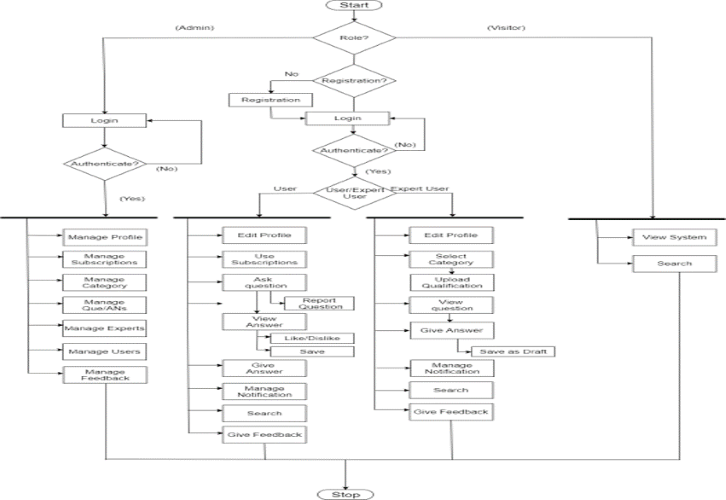 Start
(Admin)
(Visitor)
Role?
No
Registration?
Registration
Login
Login
(No)
Authenticate?
Authenticate?
(No)
(Yes)
(Yes)
User
User/Expert
User
Expert User
Manage Profile
Manage
Subscriptions
Manage
Category
Manage
Que/ANs
Manage Experts
Manage Users
Manage
Feedback
Edit Profile
Use
Subscriptions
Ask
question
Report
Question
View
Answer
Like/Dislike
Save
Give
Answer
Manage
Notification
Search
Give Feedback
Edit Profile
Select
Category
Upload
Qualification
View
question
Give Answer
Save as Draft
Manage
Notification
Search
Give Feedback
View System
Search
Stop